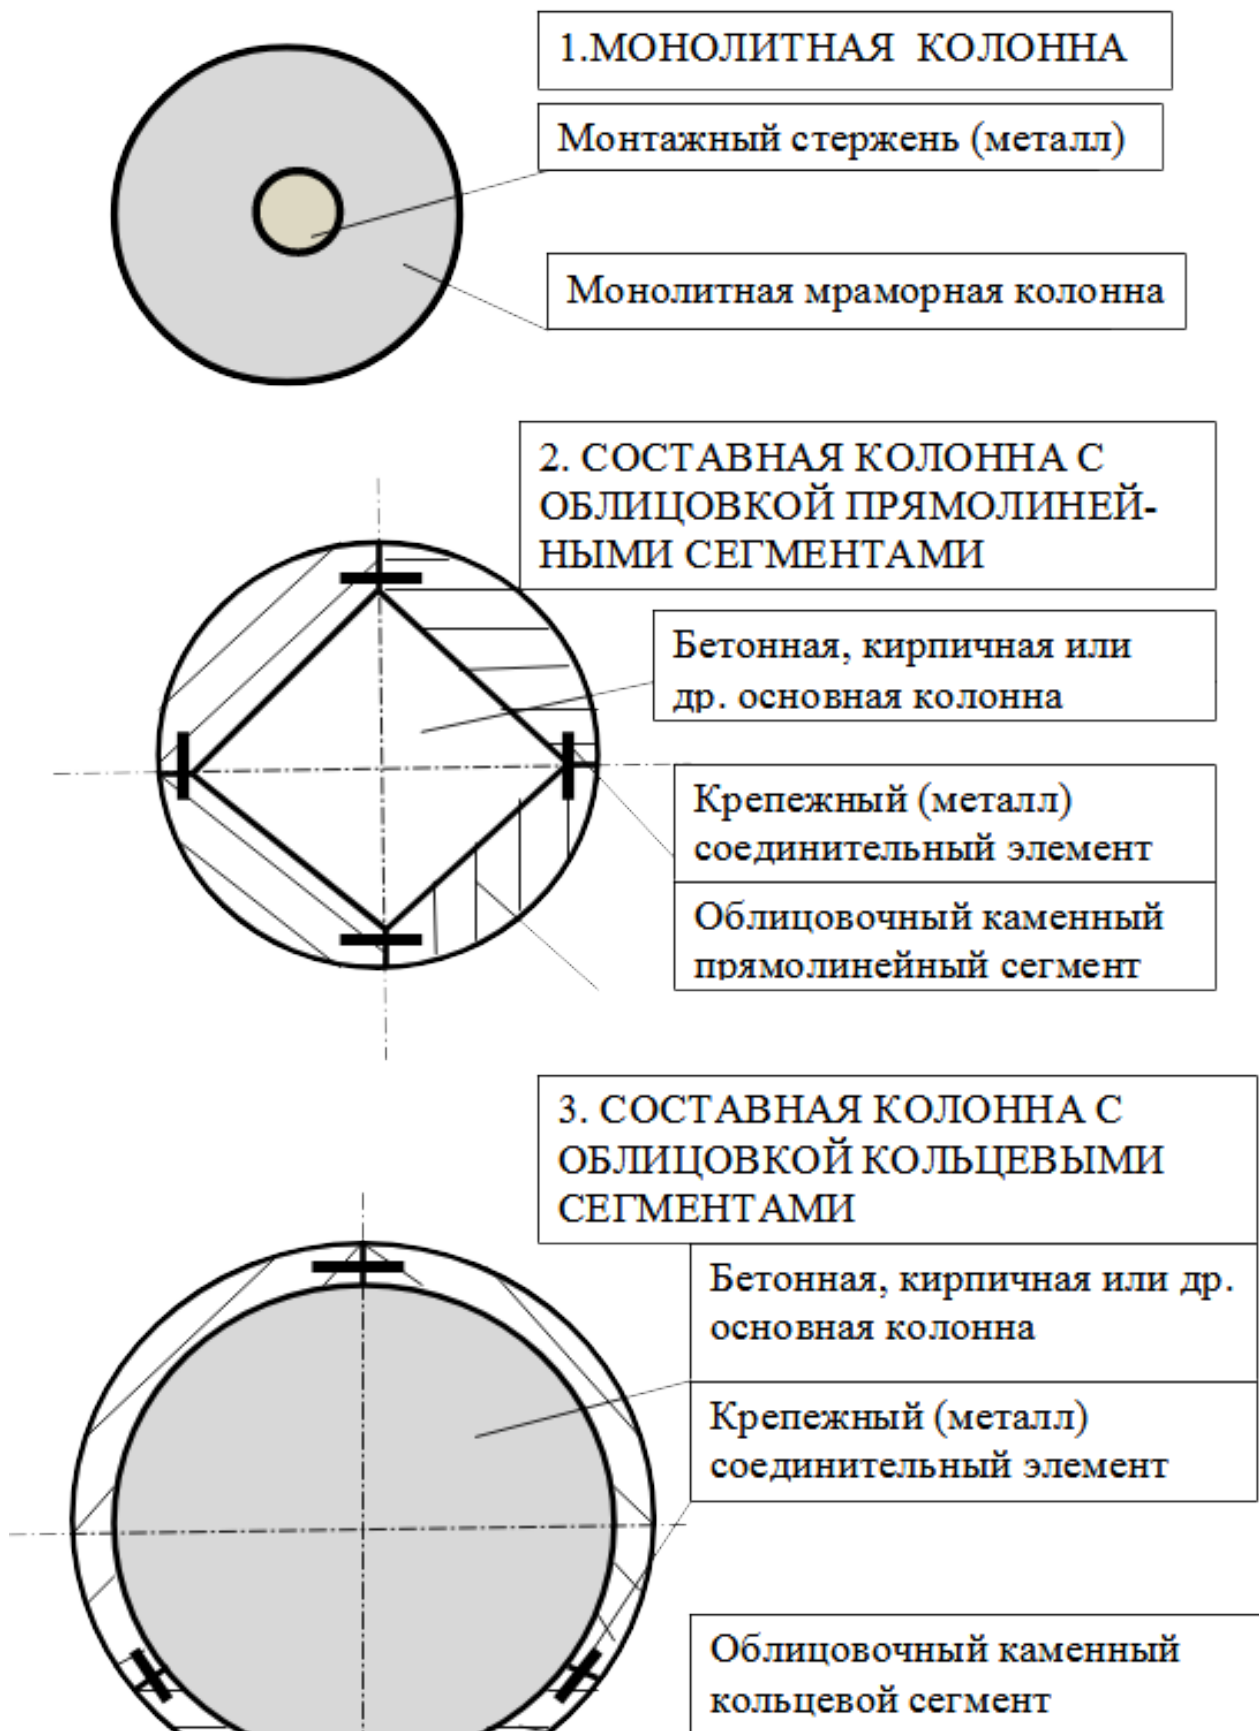 1.МОНОЛИТНАЯ КОЛОННА
Монтажный стержень (металл)
Монолитная мраморная колонна
2. СОСТАВНАЯ КОЛОННА С
ОБЛИЦОВКОЙ ПРЯМОЛИНЕЙ-
НЫМИ СЕГМЕНТАМИ
Бетонная, кирпичная или
др. основная колонна
Крепежный (металл)
соединительный элемент
Облицовочный каменный
прямолинейный сегмент
3. СОСТАВНАЯ КОЛОННА С
ОБЛИЦОВКОЙ КОЛЬЦЕВЫМИ
СЕГМЕНТАМИ
Бетонная, кирпичная или др.
основная колонна
Крепежный (металл)
соединительный элемент
Облицовочный каменный
кольцевой сегмент